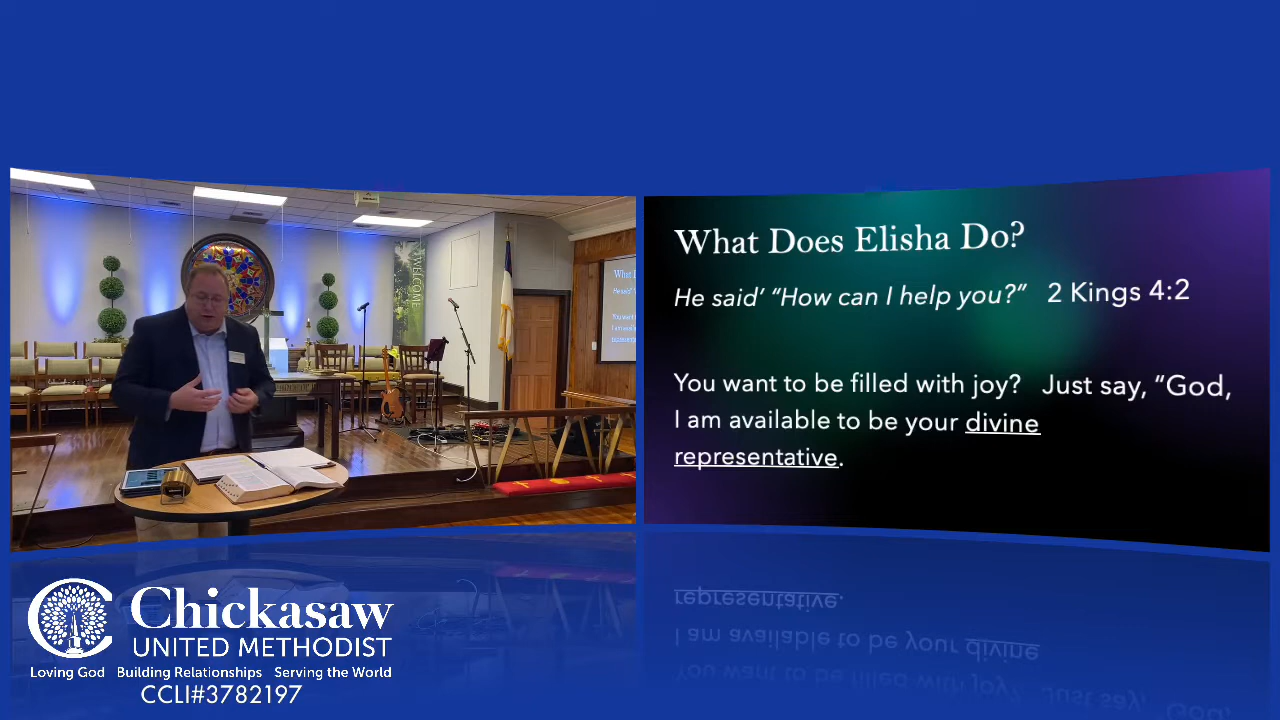 WELCOME
What Does Elisha Do?
He said’ “How can I help you?” 2 Kings 4:2
You want to be filled with joy? Just say, “God,
I am available to be your divine
representative.
Chickasaw
UNITED METHODIST
Loving God Building Relationships Serving the World
CCLI#3782197